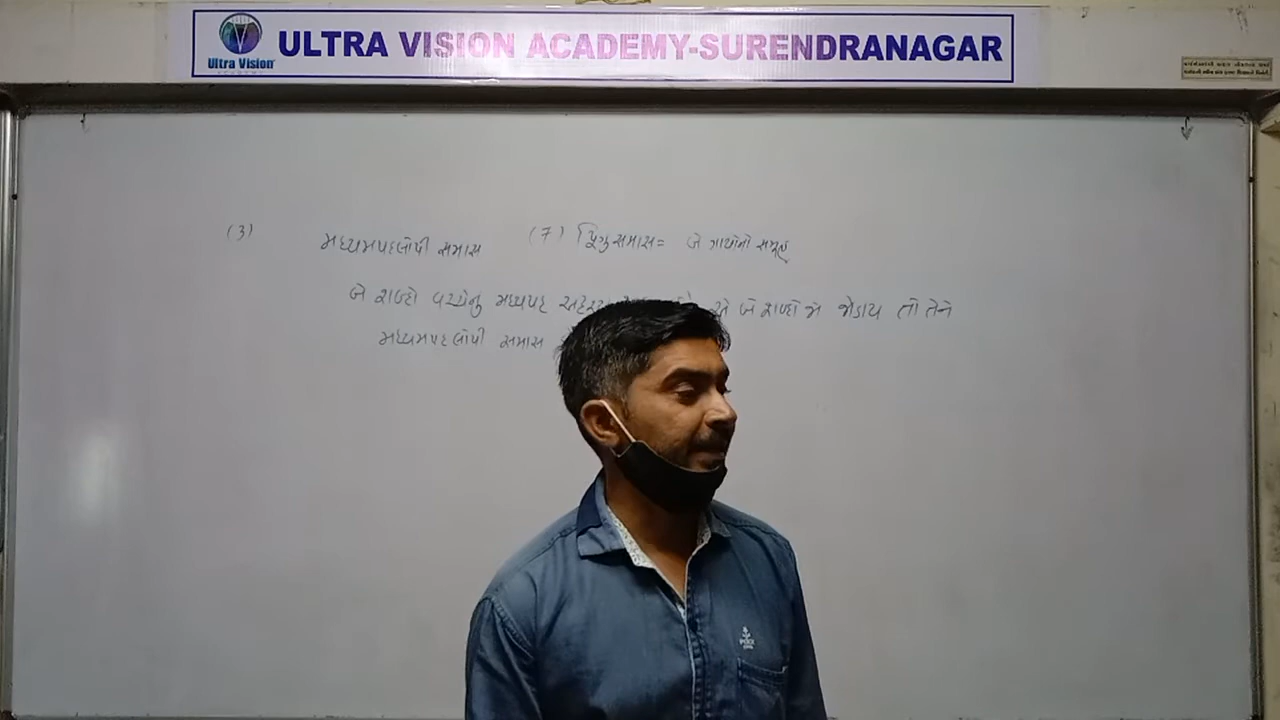 ULTRA VISION ACADEMY-SURENDRANAGAR
Ultra Vision
(3) મધ્યમપદલોપી સમાસ (7) દ્વિગુસમાસ = બે ગાયોનો સમૂહ
બે શબ્દો વચ્ચેનુ મધ્યપદ બે શબ્દો જો જોડાય તો તેને
મધ્યમપદલોપી સમાસ